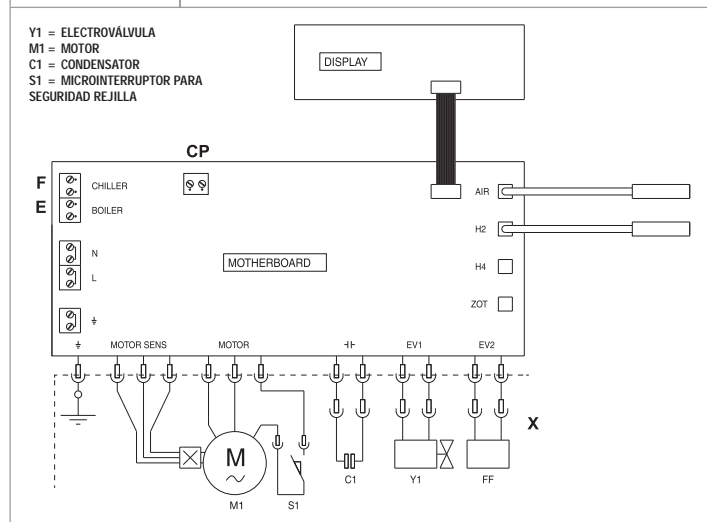 Y1 = ELECTROVÁLVULA
M1 = MOTOR
C1 = CONDENSATOR
S1 = MICROINTERRUPTOR PARA
SEGURIDAD REJILLA
DISPLAY
CP
F
CHILLER
E
BOILER
AIR
H2
N
MOTHERBOARD
H4
L
ZOT
MOTOR SENS
MOTOR
EV1
EV2
X
M
M1
S1
C1
Y1
FF